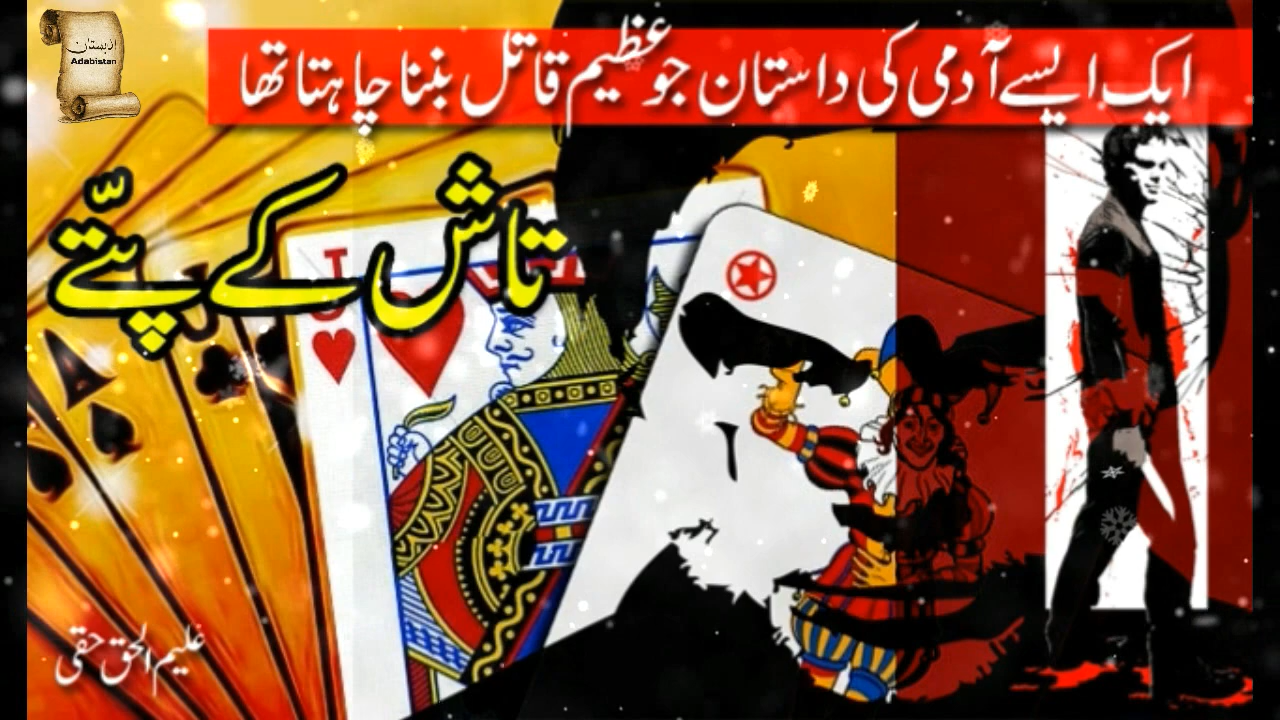 ادبستان
Adabistan
ایک ایسے آدمی کی داستان جو عظیم قاتل بننا چاہتا تھا
تاش کے پتّے
J
علیم الحق حقی